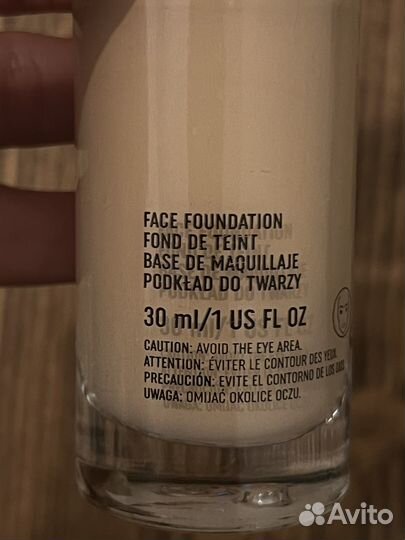 FACE FOUNDATION
FOND DE TEINT
BASE DE MAQUILLAJE
PODKŁAD DO TWARZY
30 ml/1 US FL OZ
CAUTION: AVOID THE EYE AREA.
ATTENTION: ÉVITER LE CONTOUR DES YEUX.
PRECAUCIÓN: EVITE EL CONTORNO DE LOS OJOS.
UWAGA: OMIJAĆ OKOLICE OCZU.
Avito